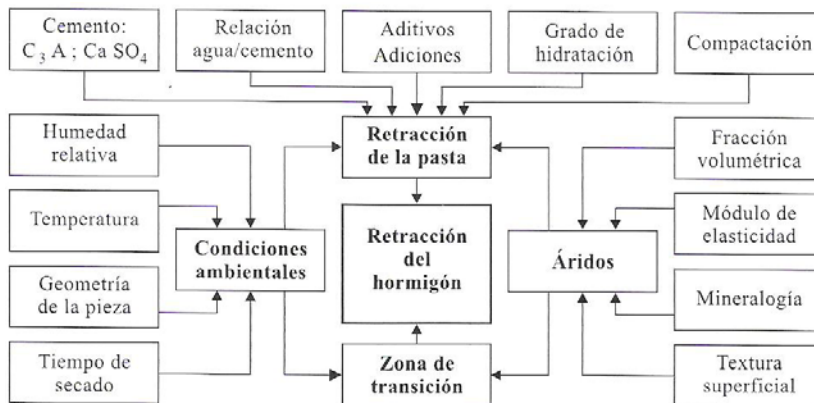 Cemento:
C₃ A ; Ca SO₄
Relación
agua/cemento
Aditivos
Adiciones
Grado de
hidratación
Compactación
Humedad
relativa
Retracción
de la pasta
Fracción
volumétrica
Temperatura
Condiciones
ambientales
Retracción
del
hormigón
Áridos
Módulo de
elasticidad
Geometría
de la pieza
Mineralogía
Tiempo de
secado
Zona de
transición
Textura
superficial